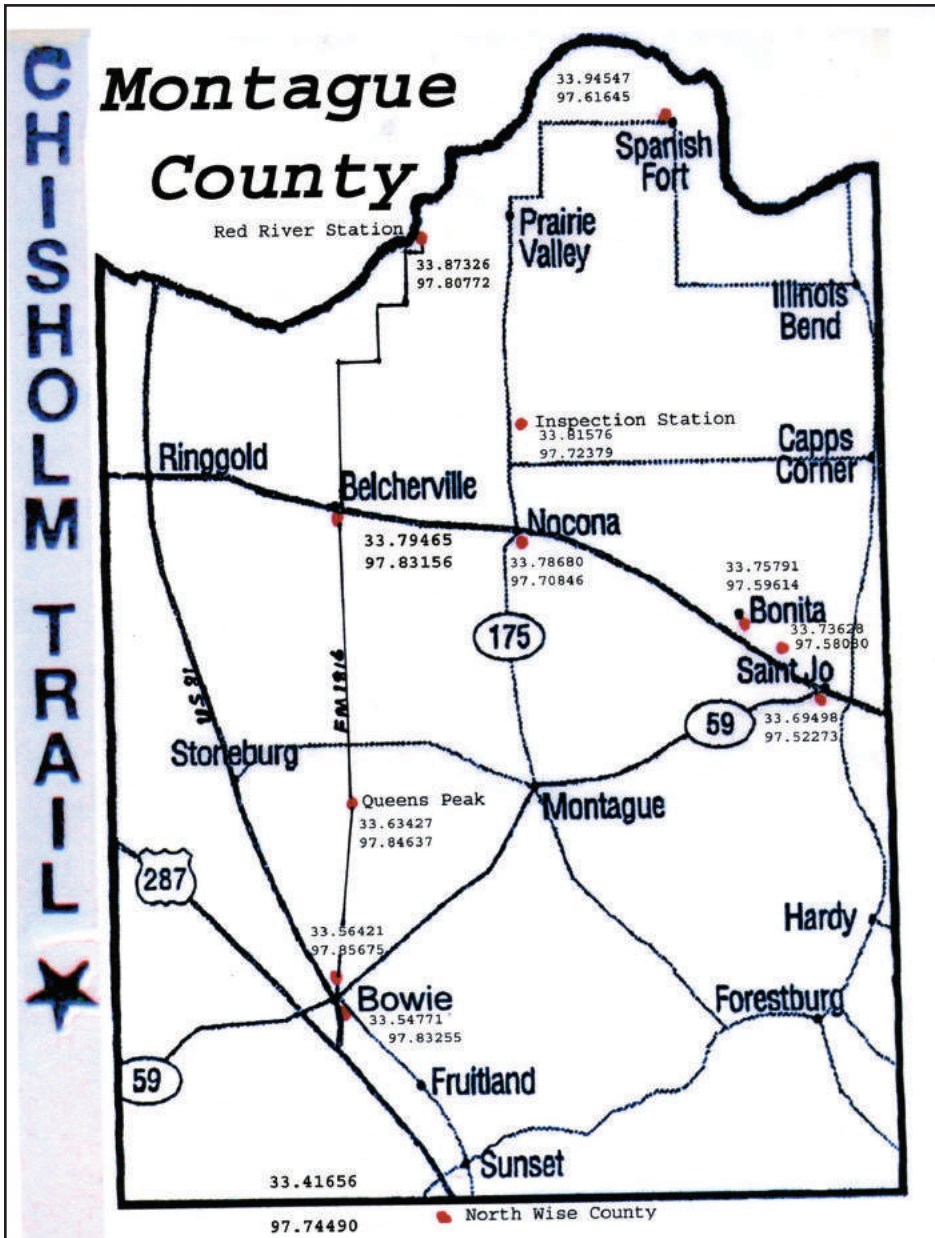 CHISHOLM TRAIL
Montague
County
33.94547
97.61645
Spanish
Fort
Red River Station
33.87326
97.80772
Prairie
Valley
Illinois
Bend
Inspection Station
33.81576
97.72379
Capps
Corner
Ringgold
Belcherville
33.79465
97.83156
Nocona
33.78680
97.70846
33.75791
97.59614
Bonita
33.73628
97.58080
175
U.S 81
FM 1816
Saint Jo
59
33.69498
97.52273
Stoneburg
Queens Peak
33.63427
97.84637
Montague
287
Hardy
33.56421
97.85675
Bowie
33.54771
97.83255
Forestburg
59
Fruitland
Sunset
33.41656
97.74490
North Wise County